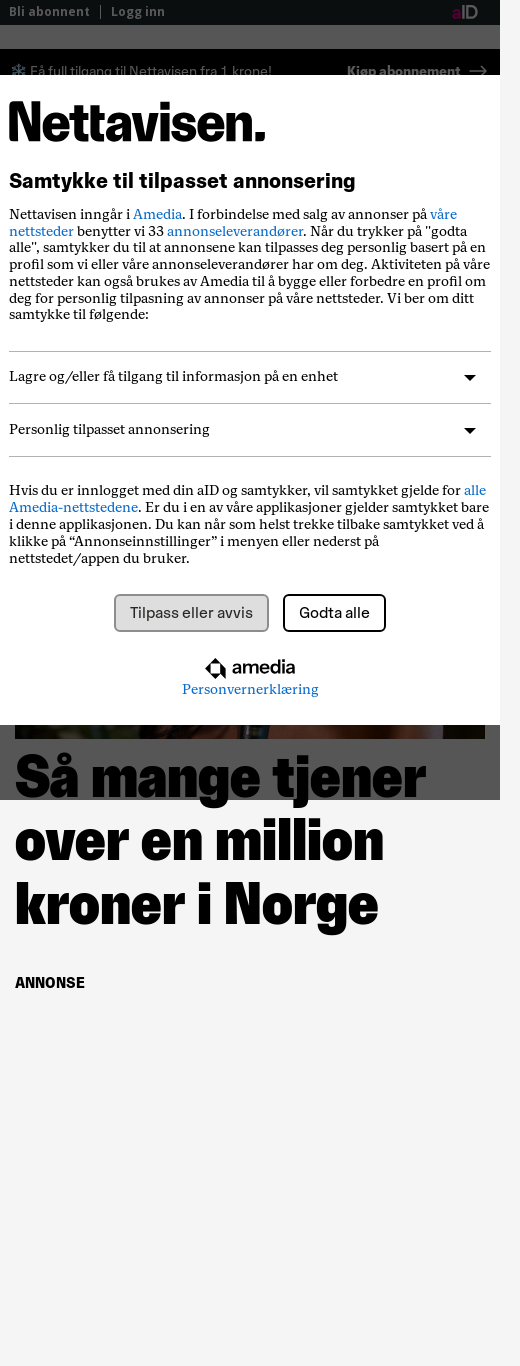 Bli abonnent
Logg inn
aID
Få full tilgang til Nettavisen fra 1 krone!
Kjøp abonnement
Nettavisen.
Samtykke til tilpasset annonsering
Nettavisen inngår i Amedia. I forbindelse med salg av annonser på våre
nettsteder benytter vi 33 annonseleverandører. Når du trykker på "godta
alle", samtykker du til at annonsene kan tilpasses deg personlig basert på en
profil som vi eller våre annonseleverandører har om deg. Aktiviteten på våre
nettsteder kan også brukes av Amedia til å bygge eller forbedre en profil om
deg for personlig tilpasning av annonser på våre nettsteder. Vi ber om ditt
samtykke til følgende:
Lagre og/eller få tilgang til informasjon på en enhet
Personlig tilpasset annonsering
Hvis du er innlogget med din aID og samtykker, vil samtykket gjelde for alle
Amedia-nettstedene. Er du i en av våre applikasjoner gjelder samtykket bare
i denne applikasjonen. Du kan når som helst trekke tilbake samtykket ved å
klikke på “Annonseinnstillinger” i menyen eller nederst på
nettstedet/appen du bruker.
Tilpass eller avvis
Godta alle
amedia
Personvernerklæring
Så mange tjener
over en million
kroner i Norge
ANNONSE